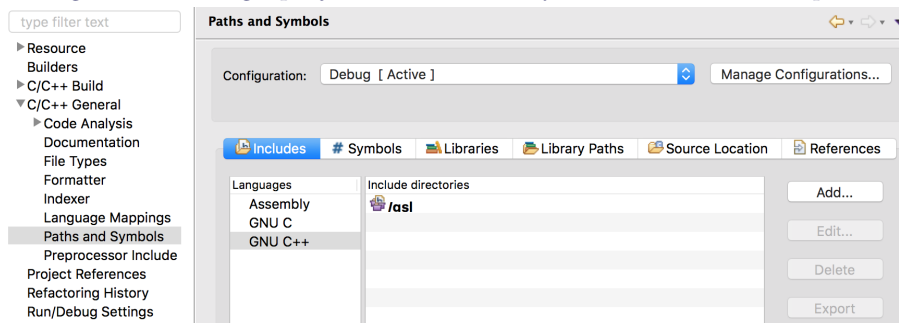 type filter text
Resource
Builders
C/C++ Build
C/C++ General
Code Analysis
Documentation
File Types
Formatter
Indexer
Language Mappings
Paths and Symbols
Preprocessor Include
Project References
Refactoring History
Run/Debug Settings
Paths and Symbols
Configuration: Debug [ Active ] Manage Configurations...
Includes # Symbols Libraries Library Paths Source Location References
Languages Include directories
Assembly /gsl
GNU C
GNU C++
Add...
Edit...
Delete
Export